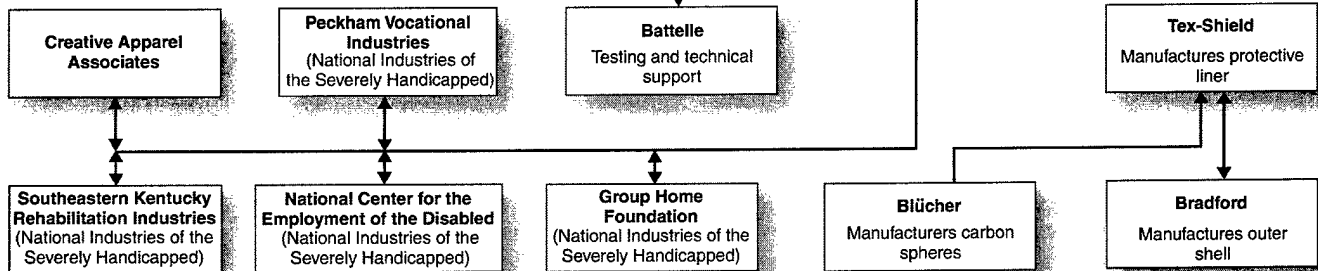 Creative Apparel
Associates
Peckham Vocational
Industries
(National Industries of
the Severely Handicapped)
Battelle
Testing and technical
support
Tex-Shield
Manufactures protective
liner
Southeastern Kentucky
Rehabilitation Industries
(National Industries of the
Severely Handicapped)
National Center for the
Employment of the Disabled
(National Industries of the
Severely Handicapped)
Group Home
Foundation
(National Industries of the
Severely Handicapped)
Blücher
Manufacturers carbon
spheres
Bradford
Manufactures outer
shell